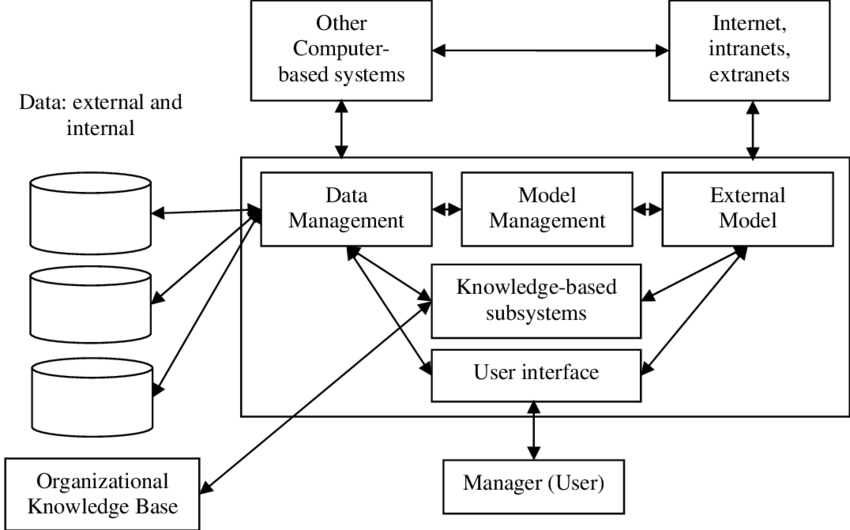 Other
Computer-
based systems
Internet,
intranets,
extranets
Data: external and
internal
Data
Management
Model
Management
External
Model
Knowledge-based
subsystems
User interface
Organizational
Knowledge Base
Manager (User)